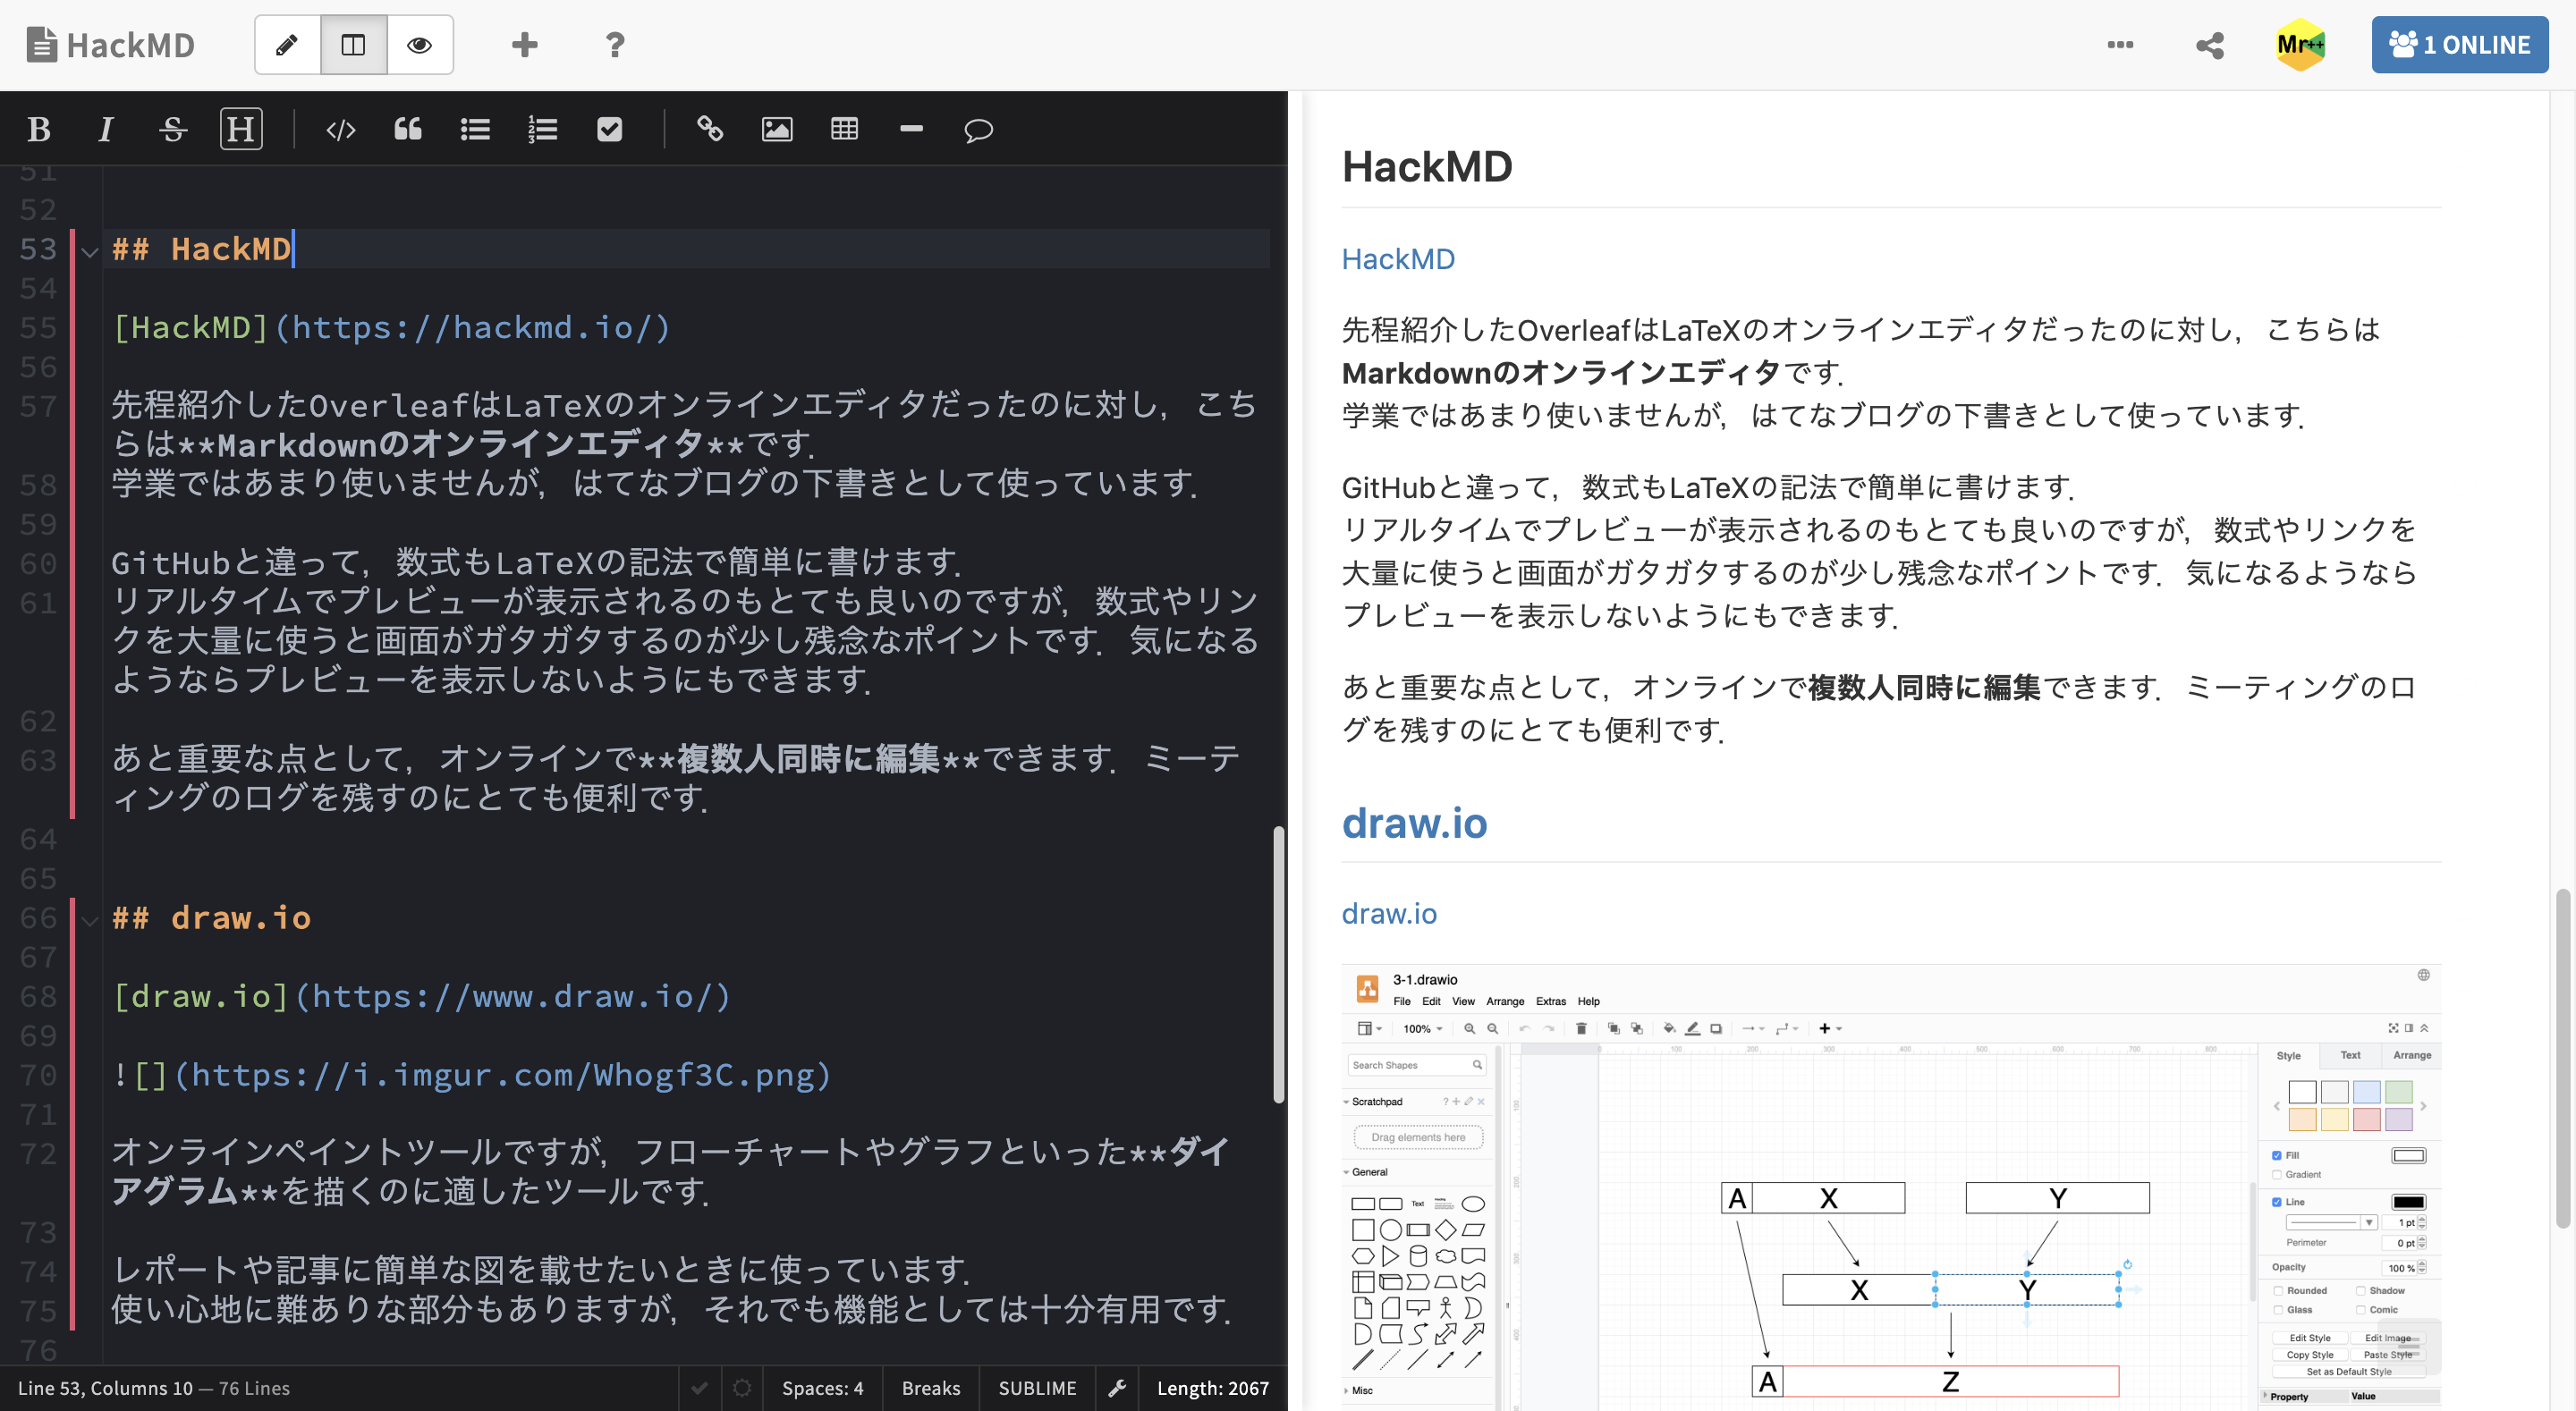 HackMD
1 ONLINE
B I S H
51
52
53 ## HackMD
54
55 [HackMD](https://hackmd.io/)
56
57 先程紹介したOverleafはLaTeXのオンラインエディタだったのに対し，こち
らは**Markdownのオンラインエディタ**です．
58 学業ではあまり使いませんが，はてなブログの下書きとして使っています．
59
60 GitHubと違って，数式もLaTeXの記法で簡単に書けます．
61 リアルタイムでプレビューが表示されるのもとても良いのですが，数式やリン
クを大量に使うと画面がガタガタするのが少し残念なポイントです．気になる
ようならプレビューを表示しないようにもできます．
62
63 あと重要な点として，オンラインで**複数人同時に編集**できます．ミーテ
ィングのログを残すのにとても便利です．
64
65
66 ## draw.io
67
68 [draw.io](https://www.draw.io/)
69
70 ![](https://i.imgur.com/Whogf3C.png)
71
72 オンラインペイントツールですが，フローチャートやグラフといった**ダイ
アグラム**を描くのに適したツールです．
73
74 レポートや記事に簡単な図を載せたいときに使っています．
75 使い心地に難ありな部分もありますが，それでも機能としては十分有用です．
76
Line 53, Columns 10 — 76 Lines
Spaces: 4
Breaks
SUBLIME
Length: 2067
HackMD
HackMD
先程紹介したOverleafはLaTeXのオンラインエディタだったのに対し，こちらは
Markdownのオンラインエディタです．
学業ではあまり使いませんが，はてなブログの下書きとして使っています．
GitHubと違って，数式もLaTeXの記法で簡単に書けます．
リアルタイムでプレビューが表示されるのもとても良いのですが，数式やリンクを
大量に使うと画面がガタガタするのが少し残念なポイントです．気になるようなら
プレビューを表示しないようにもできます．
あと重要な点として，オンラインで複数人同時に編集できます．ミーティングのロ
グを残すのにとても便利です．
draw.io
draw.io
3-1.drawio
File Edit View Arrange Extras Help
100%
Search Shapes
Scratchpad
Drag elements here
General
Text
Misc
100 200 300 400 500 600 700 800
A X Y
X Y
A Z
Style Text Arrange
Fill
Gradient
Line
1 pt
Perimeter 0 pt
Opacity 100 %
Rounded Shadow
Glass Comic
Edit Style Edit Image
Copy Style Paste Style
Set as Default Style
Property Value